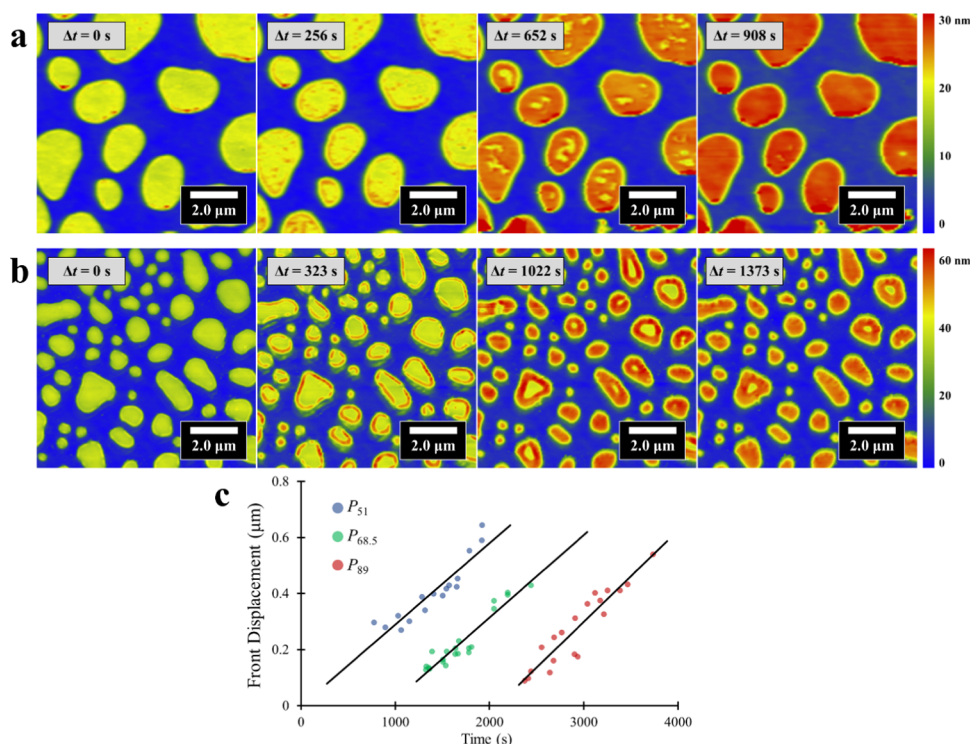 a
Δt = 0 s
Δt = 256 s
Δt = 652 s
Δt = 908 s
30 nm
20
10
0
2.0 μm
2.0 μm
2.0 μm
2.0 μm
b
Δt = 0 s
Δt = 323 s
Δt = 1022 s
Δt = 1373 s
60 nm
40
20
0
2.0 μm
2.0 μm
2.0 μm
2.0 μm
c
Front Displacement (μm)
0.8
0.6
0.4
0.2
0
P51
P68.5
P89
0 1000 2000 3000 4000
Time (s)